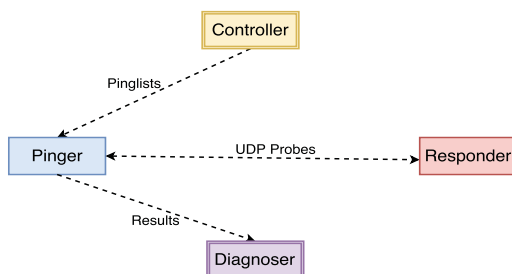 Controller
Pinglists
UDP Probes
Pinger
Responder
Results
Diagnoser